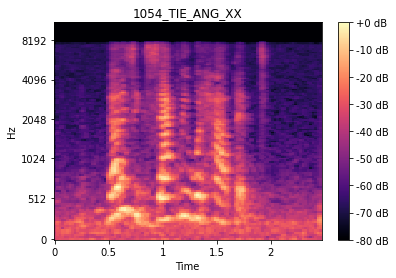 1054_TIE_ANG_XX
+0 dB
8192
-10 dB
4096
-20 dB
-30 dB
2048
-40 dB
Hz
1024
-50 dB
512
-60 dB
-70 dB
0
-80 dB
0 0.5 1 1.5 2
Time